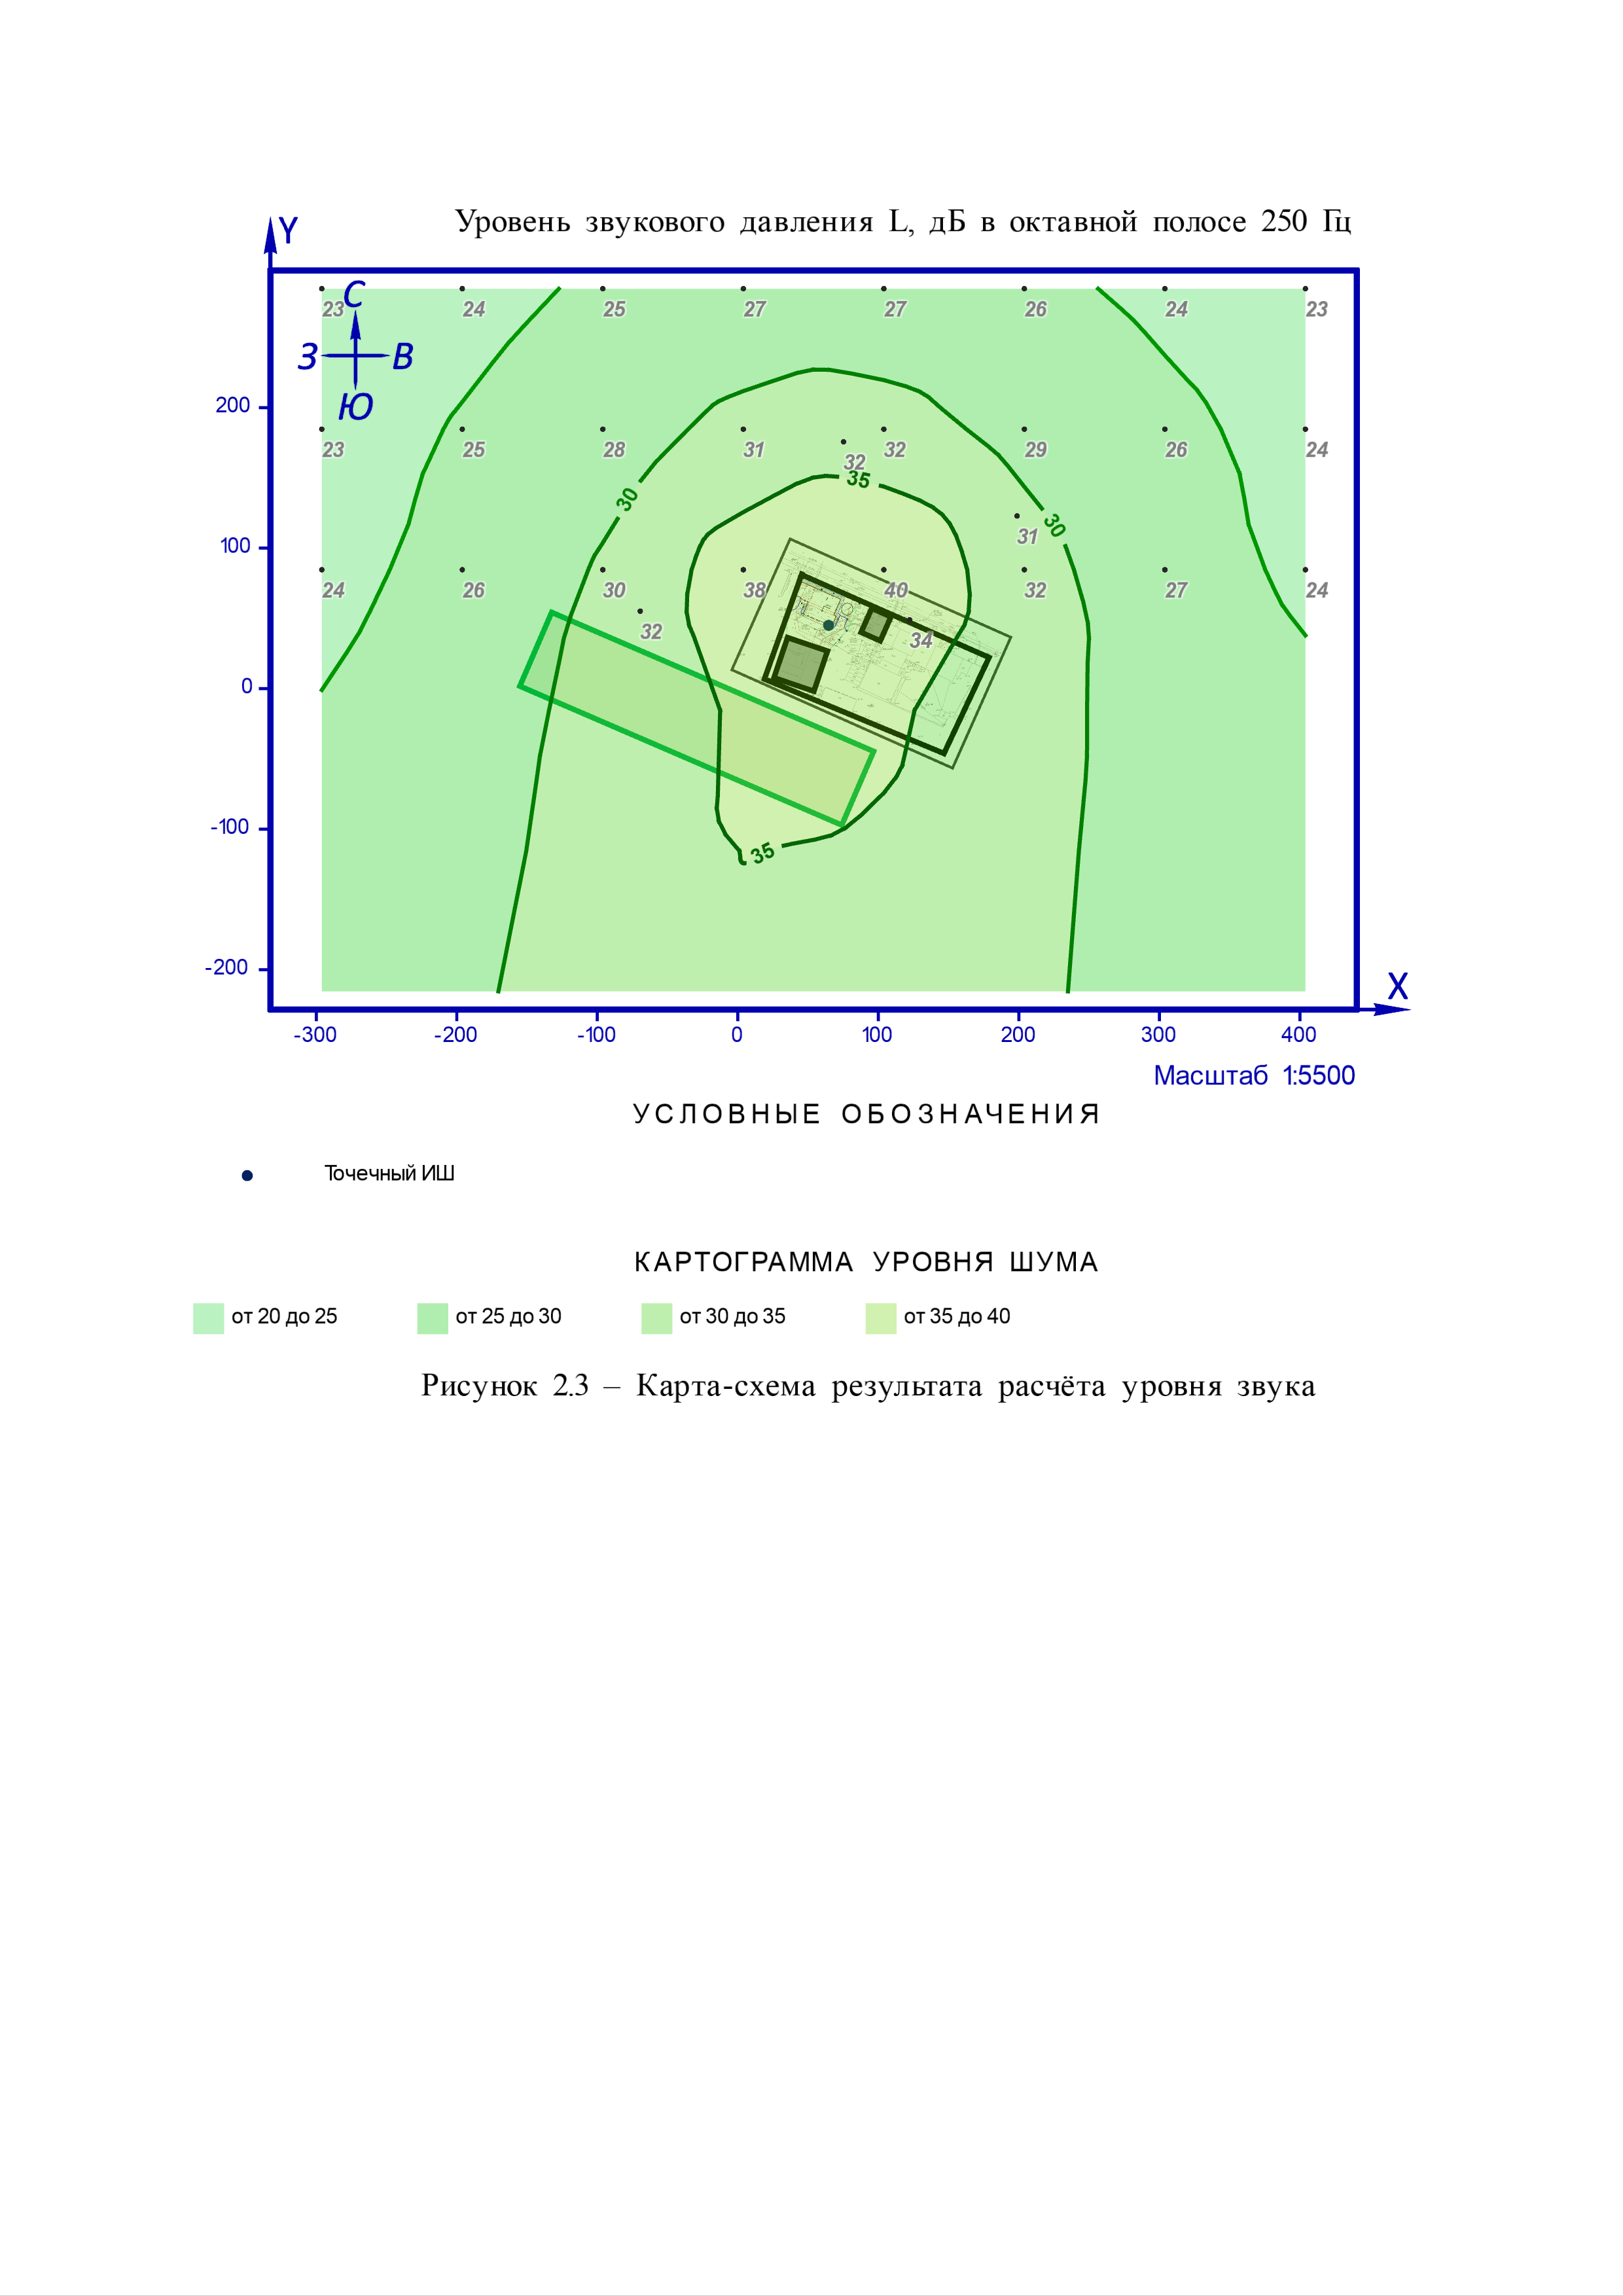 Уровень звукового давления L, дБ в октавной полосе 250 Гц
Y
С
З В
Ю
23 24 25 27 27 26 24 23
200
23 25 28 31 32 32 29 26 24
35
30
30
31
100
24 26 30 38 40 32 27 24
32
34
0
-100
35
-200
X
-300 -200 -100 0 100 200 300 400
Масштаб 1:5500
УСЛОВНЫЕ ОБОЗНАЧЕНИЯ
Точечный ИШ
КАРТОГРАММА УРОВНЯ ШУМА
от 20 до 25 от 25 до 30 от 30 до 35 от 35 до 40
Рисунок 2.3 – Карта-схема результата расчёта уровня звука